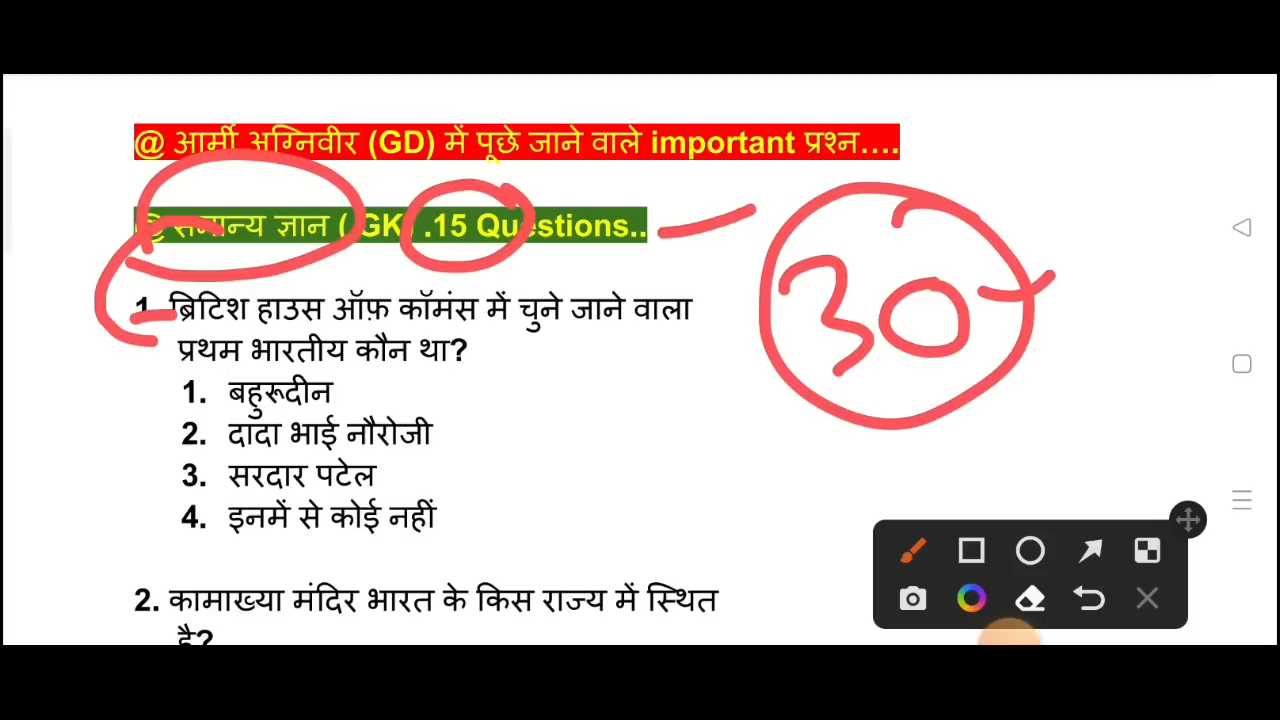 @ आर्मी अग्निवीर (GD) में पूछे जाने वाले important प्रश्न....
@समान्य ज्ञान ( GK) .15 Questions..
30
1. ब्रिटिश हाउस ऑफ़ कॉमंस में चुने जाने वाला
प्रथम भारतीय कौन था?
1. बहुरूदीन
2. दादा भाई नौरोजी
3. सरदार पटेल
4. इनमें से कोई नहीं
2. कामाख्या मंदिर भारत के किस राज्य में स्थित
है?